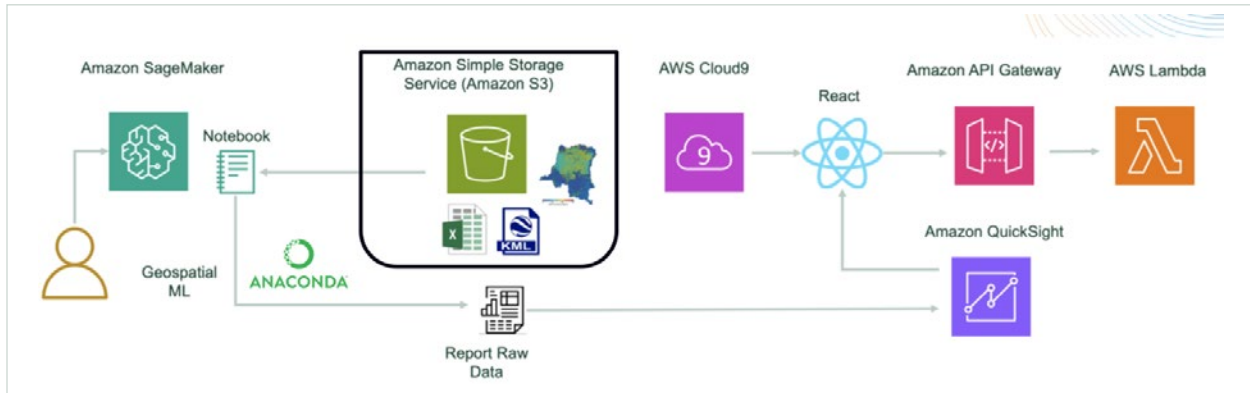 Amazon SageMaker
Notebook
Amazon Simple Storage
Service (Amazon S3)
X
KML
AWS Cloud9
9
React
Amazon API Gateway
</>
AWS Lambda
Geospatial
ML
ANACONDA
Report Raw
Data
Amazon QuickSight